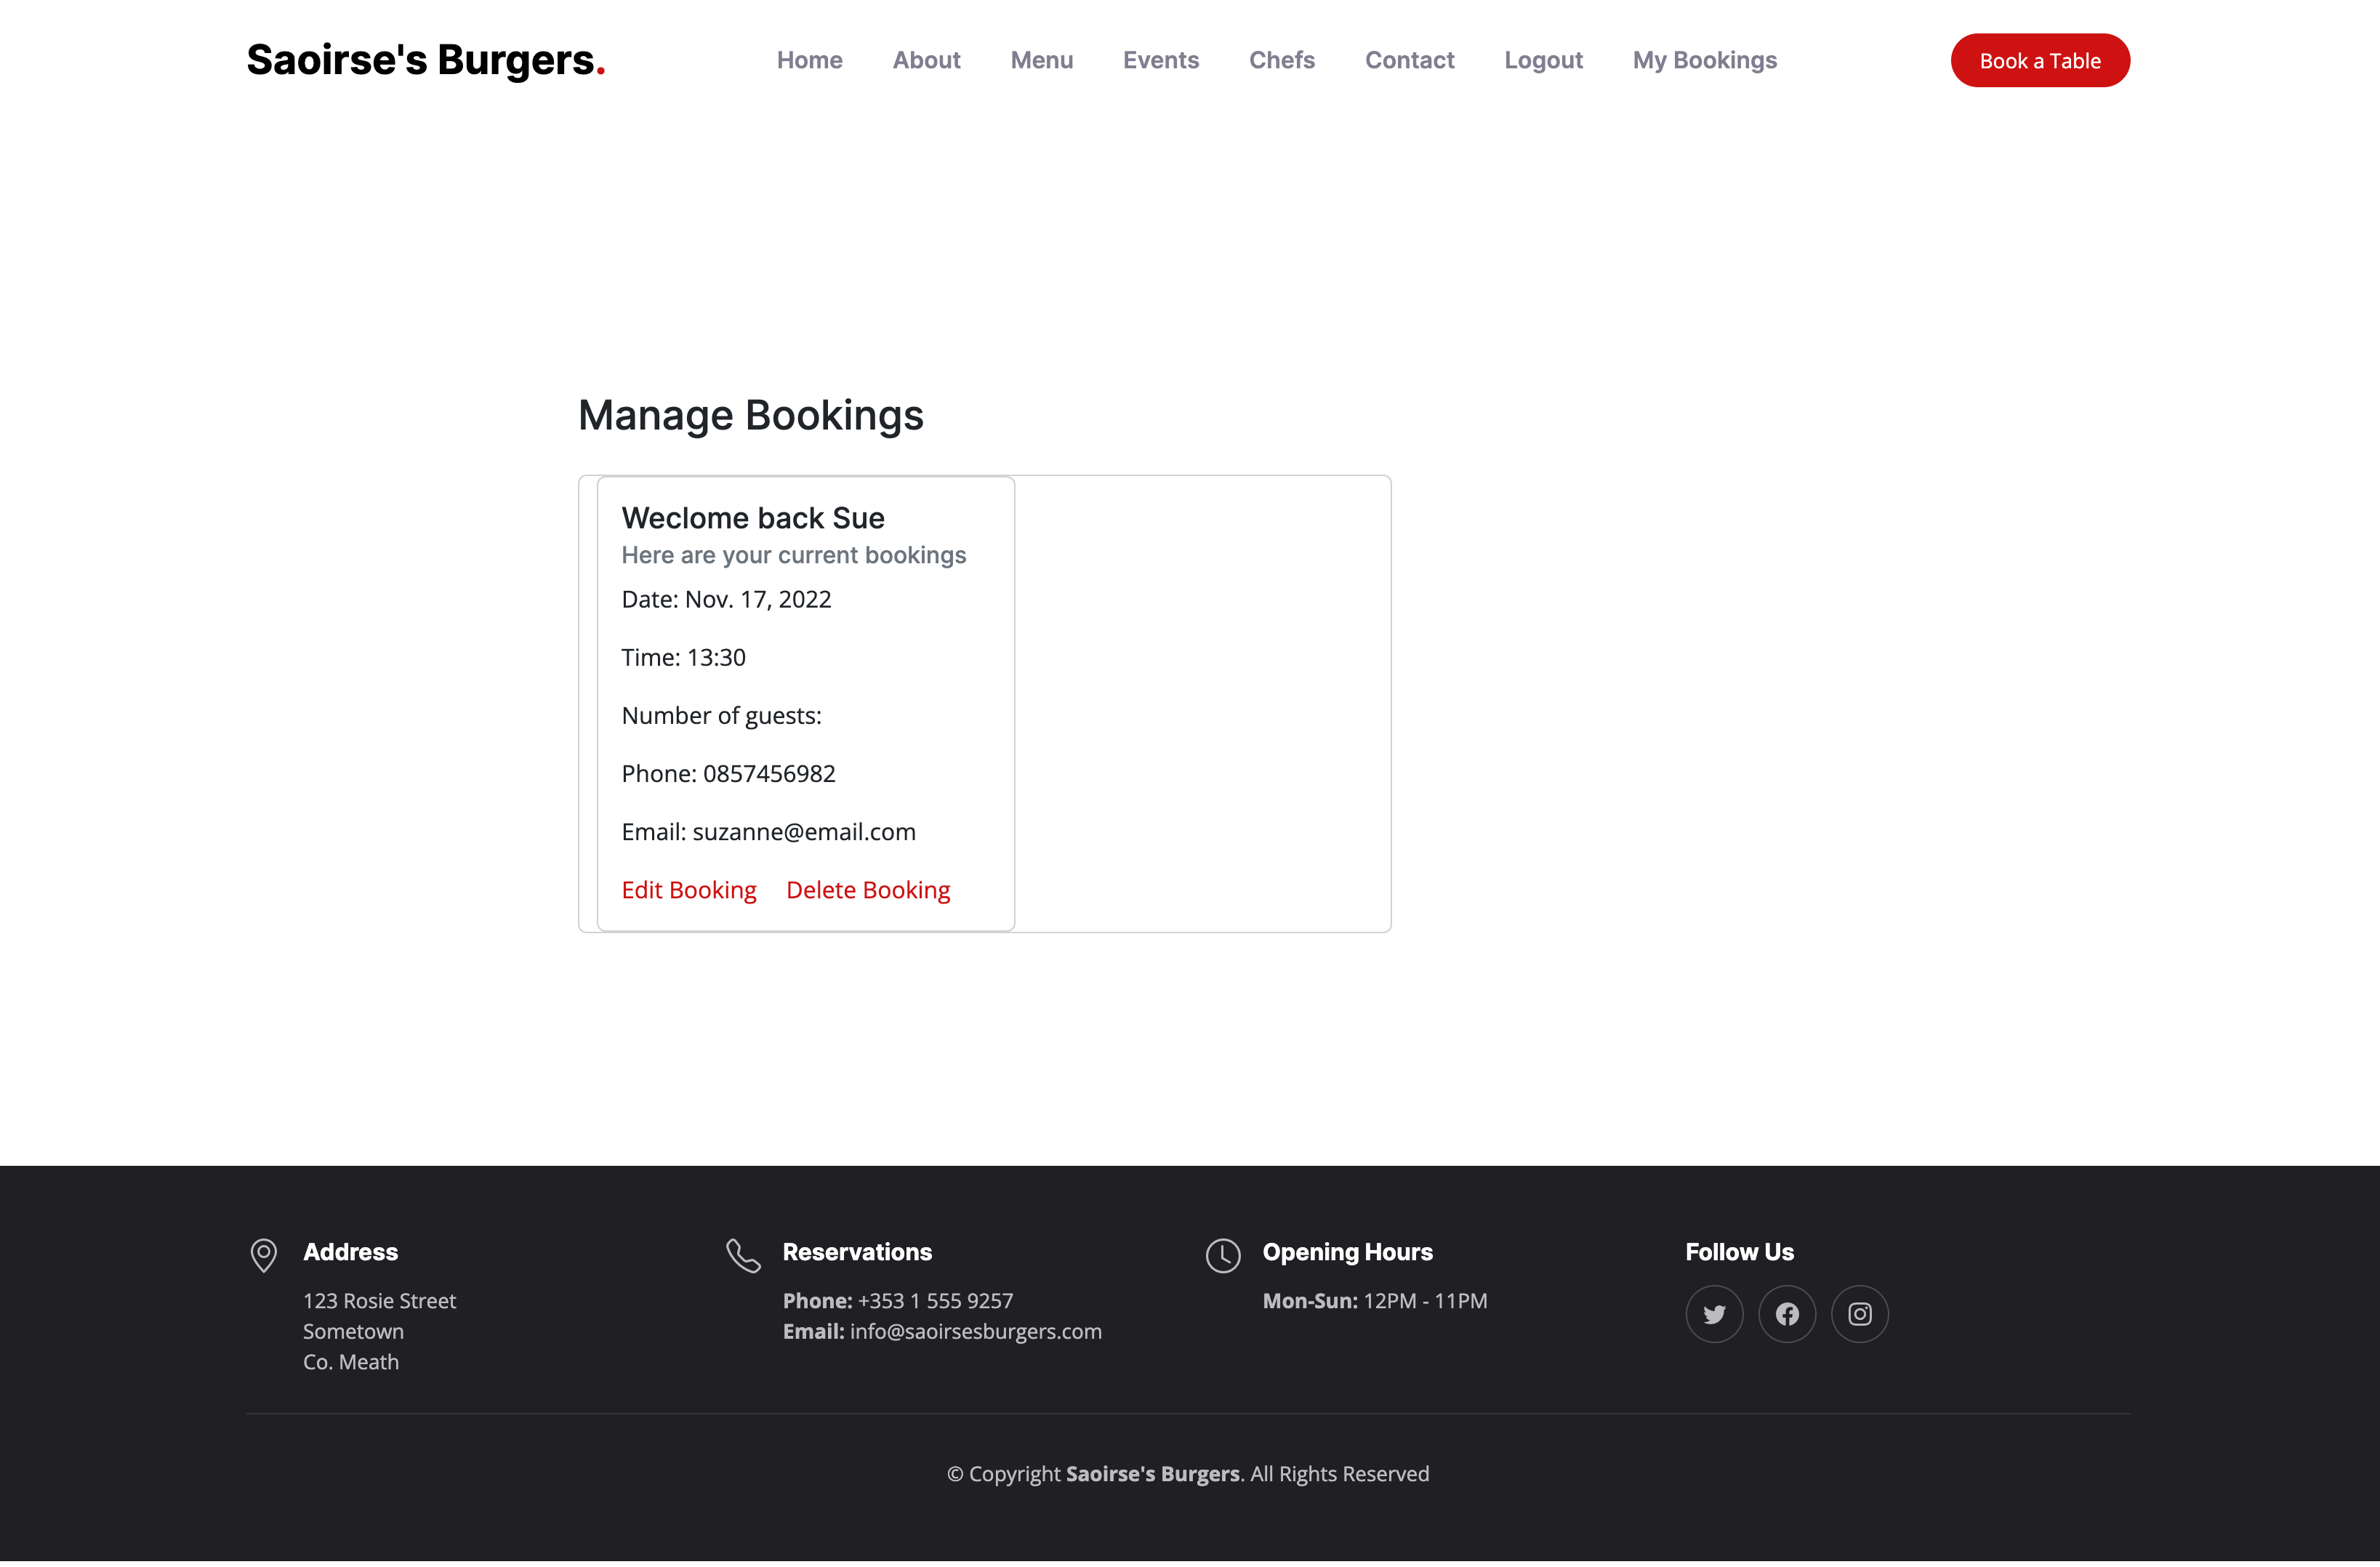 Saoirse's Burgers.
Home About Menu Events Chefs Contact Logout My Bookings
Book a Table
Manage Bookings
Weclome back Sue
Here are your current bookings
Date: Nov. 17, 2022
Time: 13:30
Number of guests:
Phone: 0857456982
Email: suzanne@email.com
Edit Booking Delete Booking
Address
123 Rosie Street
Sometown
Co. Meath
Reservations
Phone: +353 1 555 9257
Email: info@saoirsesburgers.com
Opening Hours
Mon-Sun: 12PM - 11PM
Follow Us
© Copyright Saoirse's Burgers. All Rights Reserved